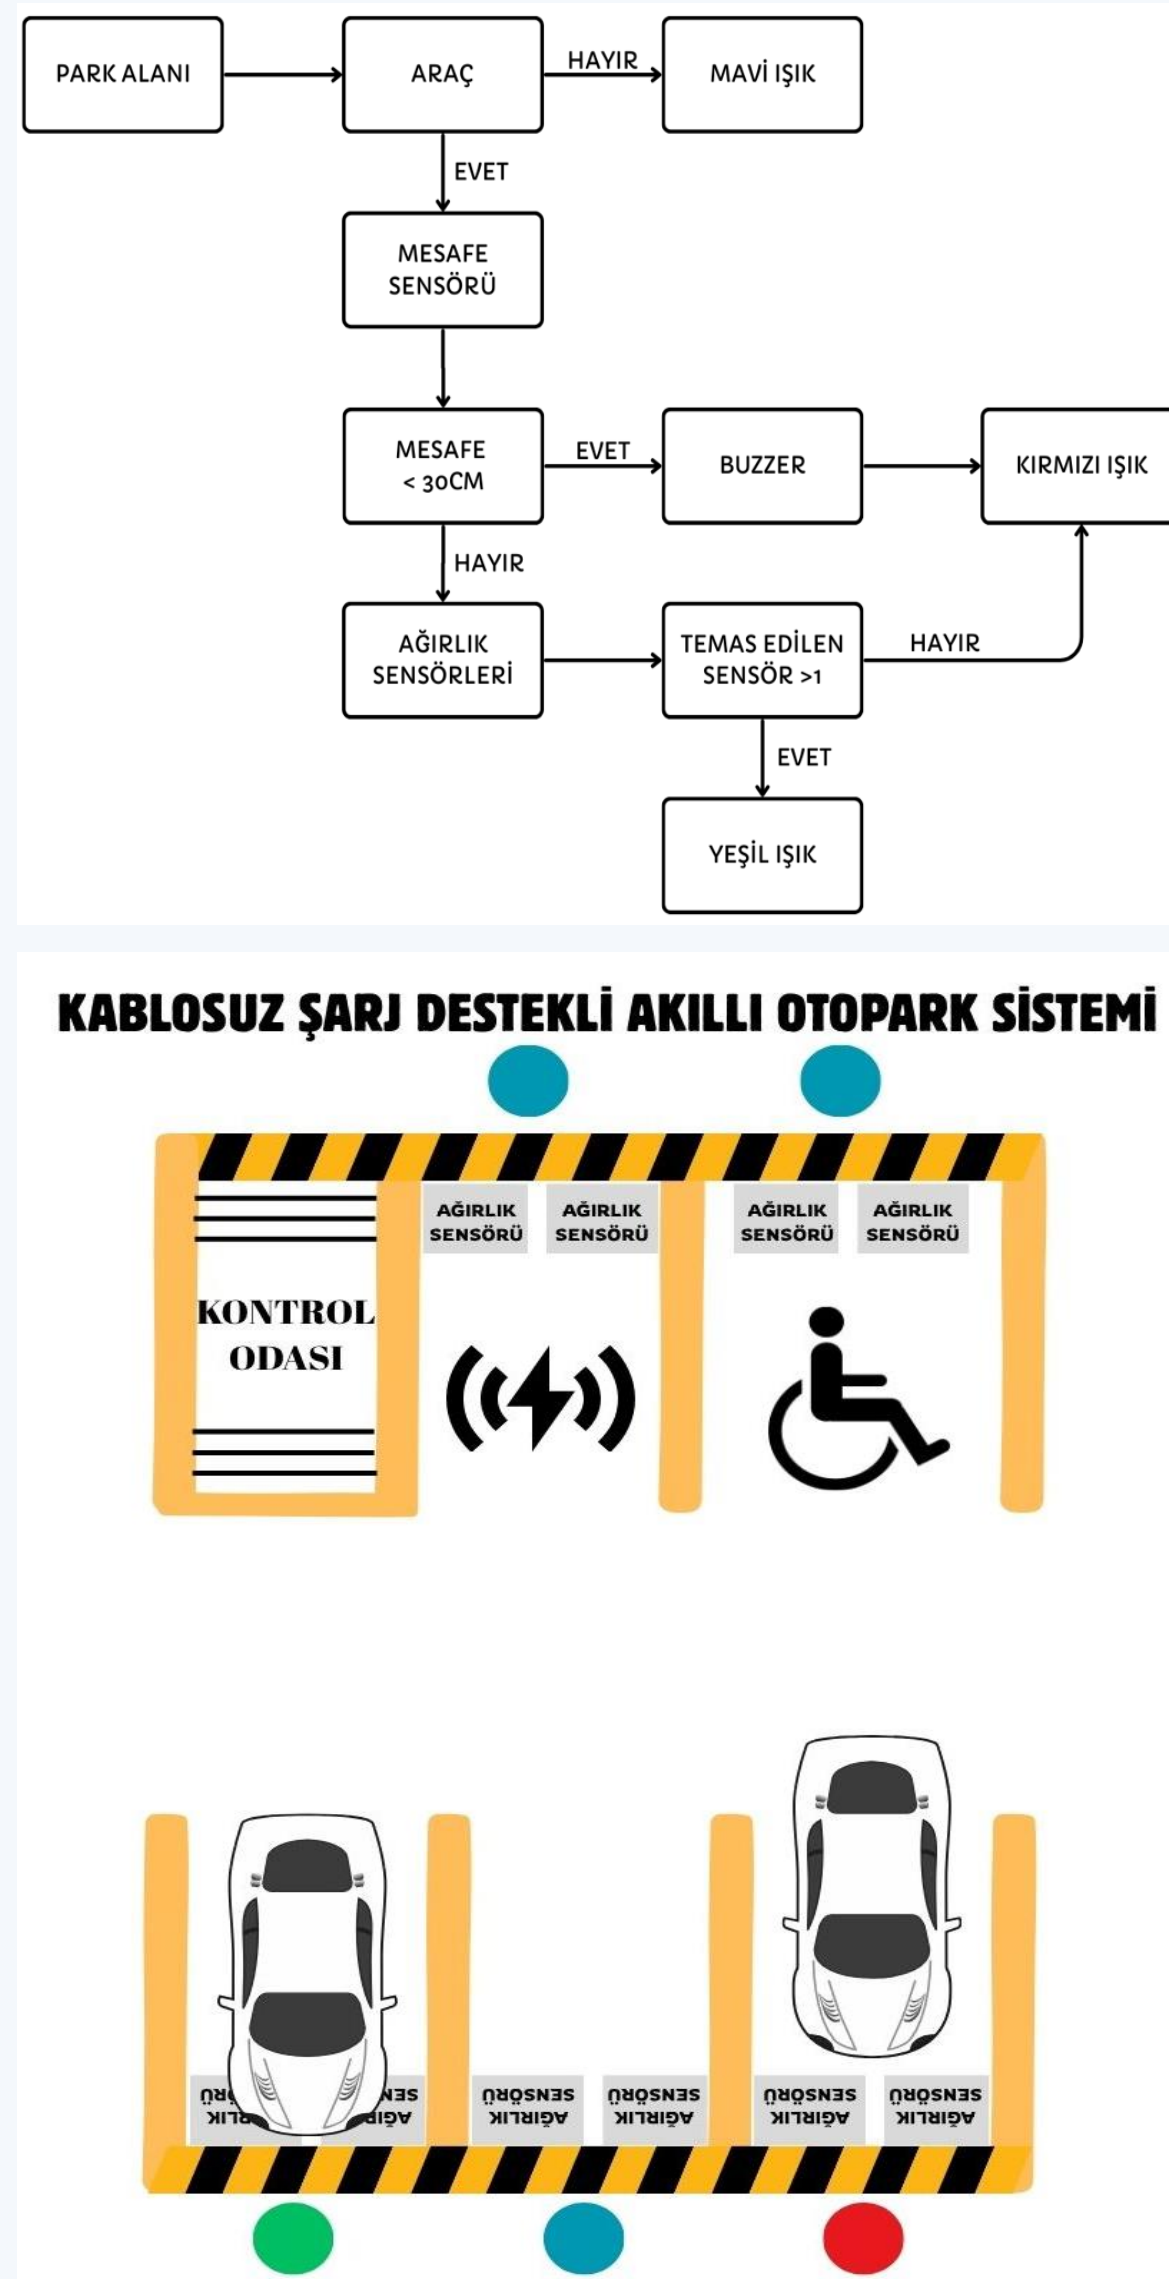 PARK ALANI
ARAÇ
HAYIR
MAVİ IŞIK
EVET
MESAFE
SENSÖRÜ
MESAFE
< 30CM
EVET
BUZZER
KIRMIZI IŞIK
HAYIR
AĞIRLIK
SENSÖRLERİ
TEMAS EDİLEN
SENSÖR >1
HAYIR
EVET
YEŞİL IŞIK
KABLOSUZ ŞARJ DESTEKLİ AKILLI OTOPARK SİSTEMİ
AĞIRLIK
SENSÖRÜ
AĞIRLIK
SENSÖRÜ
AĞIRLIK
SENSÖRÜ
AĞIRLIK
SENSÖRÜ
KONTROL
ODASI
AĞIRLIK
SENSÖRÜ
AĞIRLIK
SENSÖRÜ
AĞIRLIK
SENSÖRÜ
AĞIRLIK
SENSÖRÜ